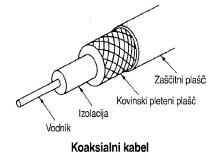 Zaščitni plašč
Kovinski pleteni plašč
Izolacija
Vodnik
Koaksialni kabel